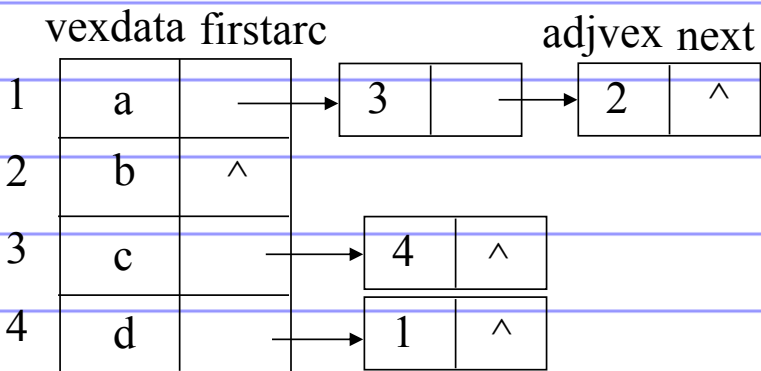 vexdata firstarc adjvex next
1 a 3 2 ^
2 b ^
3 c 4 ^
4 d 1 ^